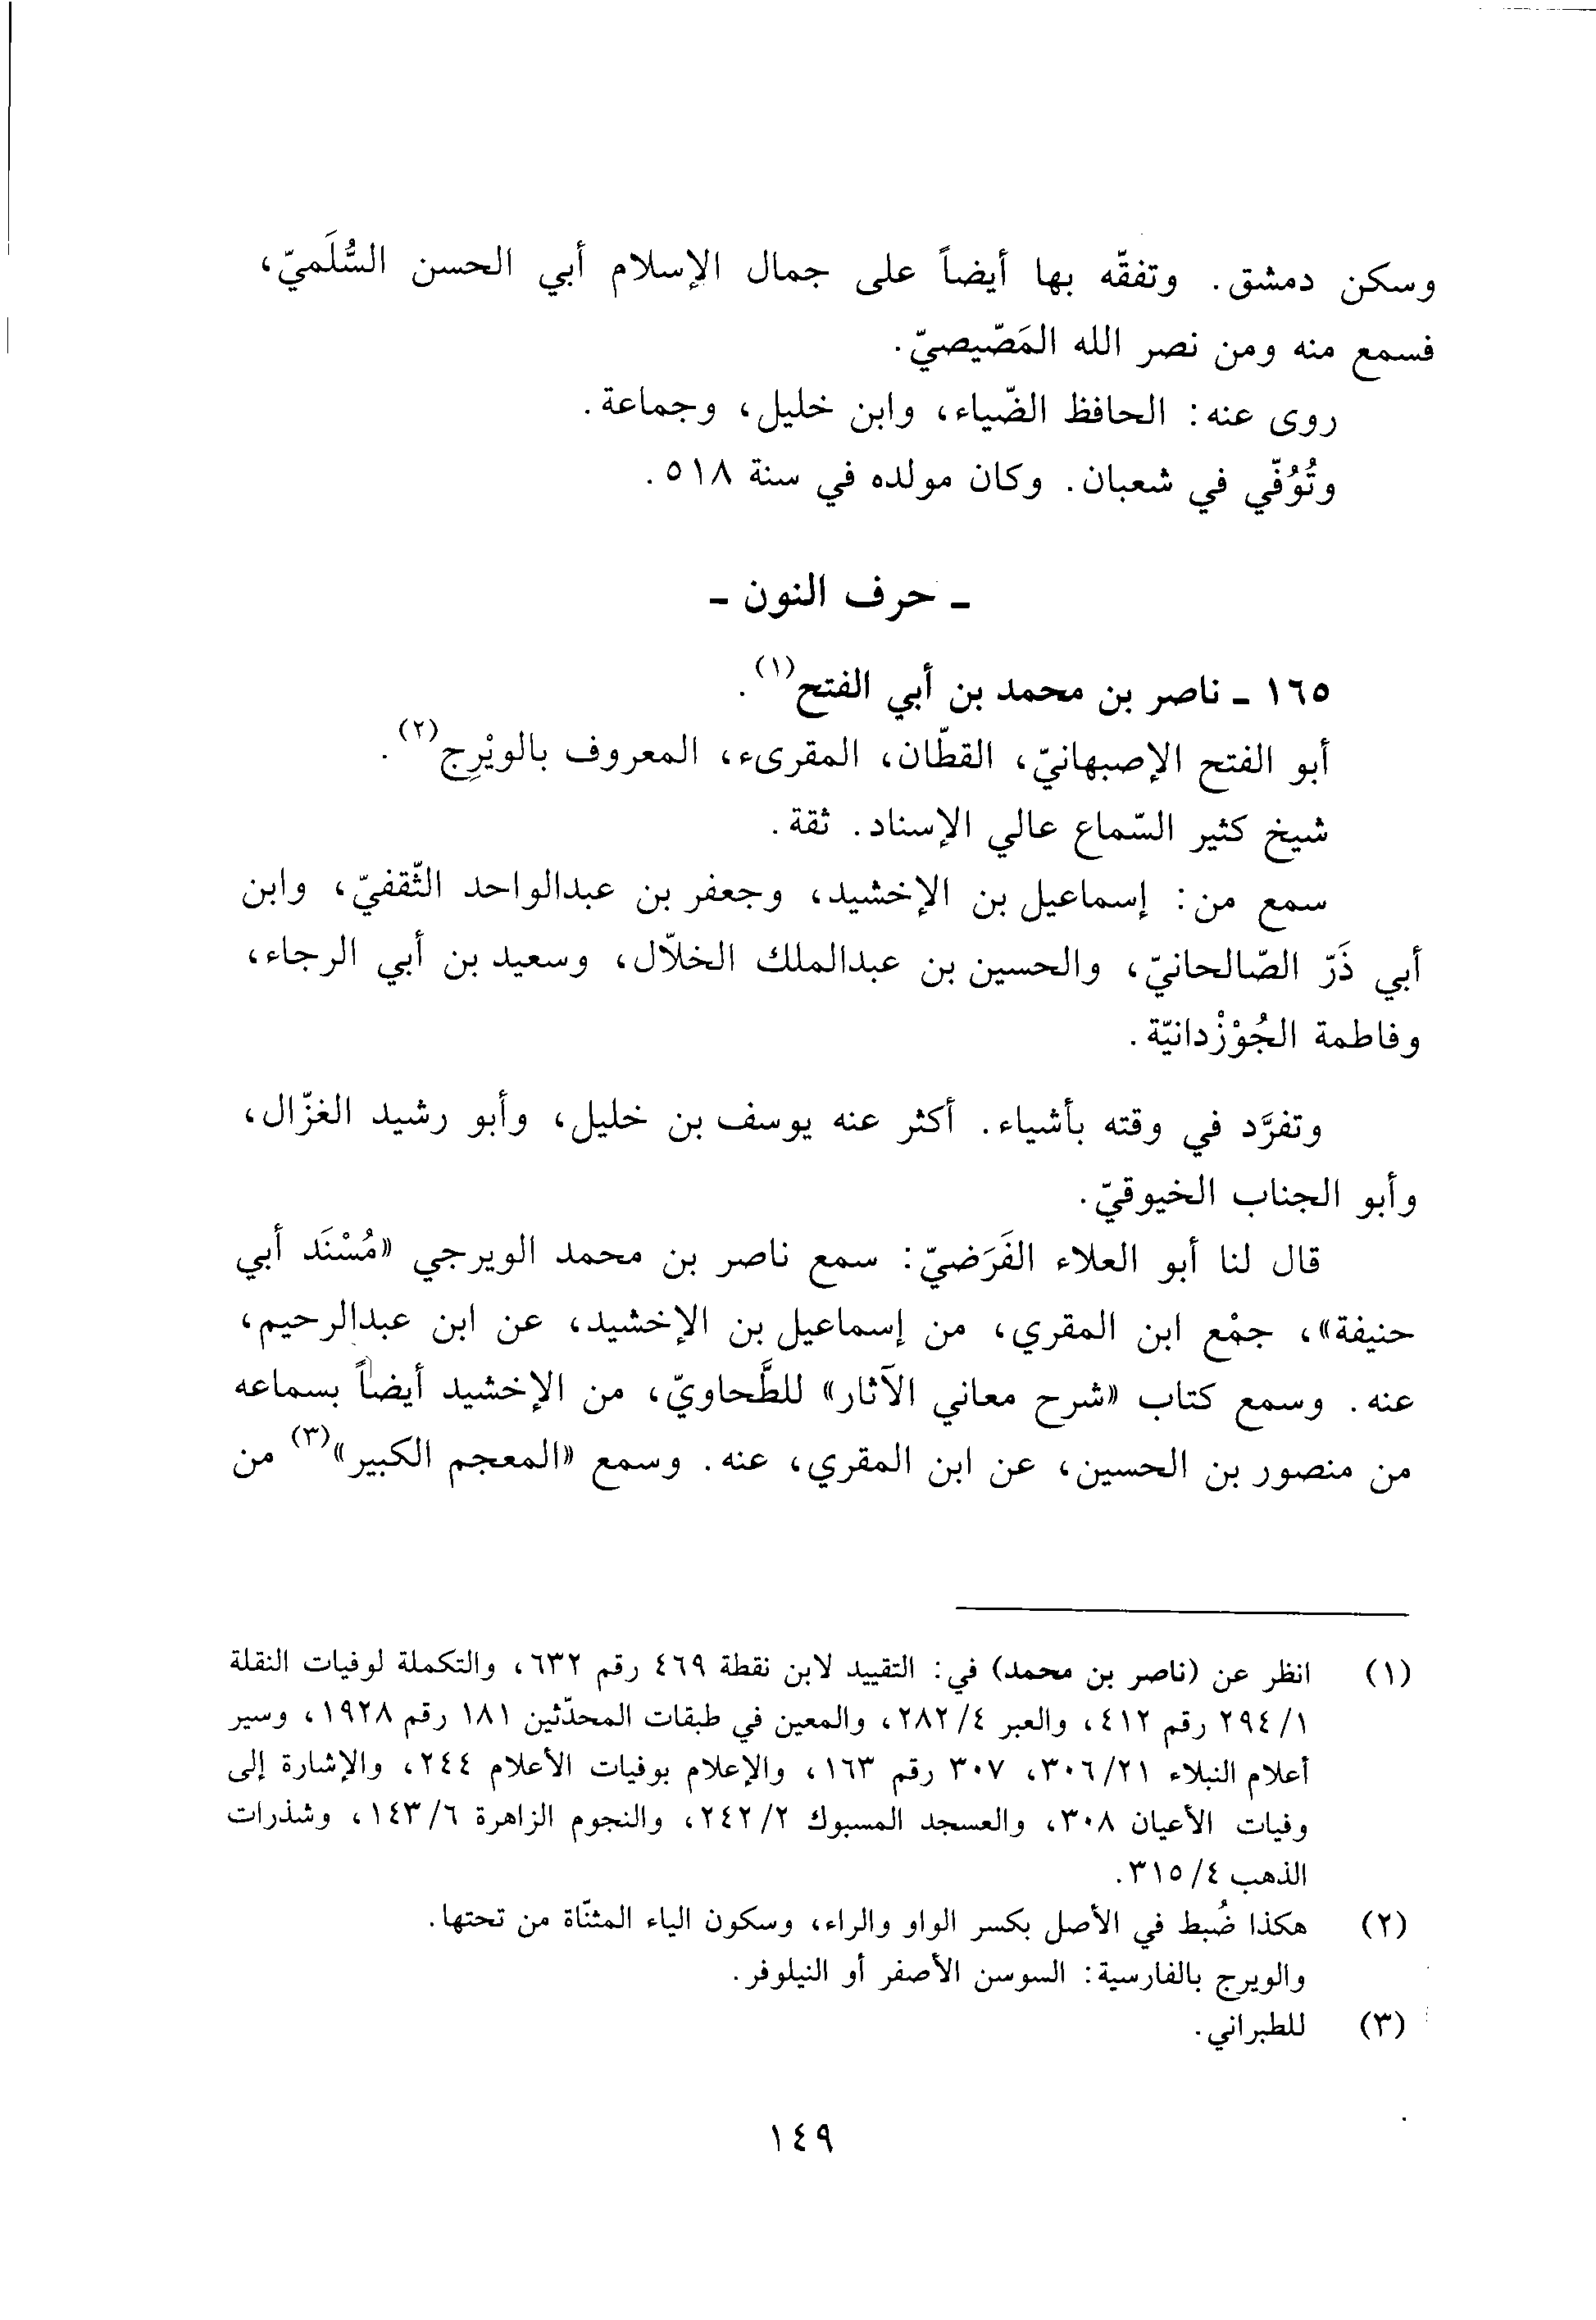 وسكن دمشق. وتفقّه بها أيضاً على جمال الإسلام أبي الحسن السُّلَميّ،
فسمع منه ومن نصر الله المَصّيصيّ.
روى عنه: الحافظ الضّياء، وابن خليل، وجماعة.
وتُوُفّي في شعبان. وكان مولده في سنة ٥١٨.
ـ حرف النون ـ
١٦٥ ـ ناصر بن محمد بن أبي الفتح(١).
أبو الفتح الإصبهانيّ، القطّان، المقرىء، المعروف بالويْرِج(٢).
شيخ كثير السّماع عالي الإسناد. ثقة.
سمع من: إسماعيل بن الإخشيد، وجعفر بن عبدالواحد الثّقفيّ، وابن
أبي ذَرّ الصّالحانيّ، والحسين بن عبدالملك الخلّال، وسعيد بن أبي الرجاء،
وفاطمة الجُوْزْدانيّة.
وتفرَّد في وقته بأشياء. أكثر عنه يوسف بن خليل، وأبو رشيد الغزّال،
وأبو الجناب الخيوقيّ.
قال لنا أبو العلاء الفَرَضيّ: سمع ناصر بن محمد الويرجي «مُسْنَد أبي
حنيفة»، جمْع ابن المقري، من إسماعيل بن الإخشيد، عن ابن عبدالرحيم،
عنه. وسمع كتاب «شرح معاني الآثار» للطَّحاويّ، من الإخشيد أيضاً بسماعه
من منصور بن الحسين، عن ابن المقري، عنه. وسمع «المعجم الكبير»(٣) من
(١) انظر عن (ناصر بن محمد) في: التقييد لابن نقطة ٤٦٩ رقم ٦٣٢، والتكملة لوفيات النقلة
١/ ٢٩٤ رقم ٤١٢، والعبر ٤/ ٢٨٢، والمعين في طبقات المحدّثين ١٨١ رقم ١٩٢٨، وسير
أعلام النبلاء ٢١/ ٣٠٦، ٣٠٧ رقم ١٦٣، والإعلام بوفيات الأعلام ٢٤٤، والإشارة إلى
وفيات الأعيان ٣٠٨، والعسجد المسبوك ٢/ ٢٤٢، والنجوم الزاهرة ٦/ ١٤٣، وشذرات
الذهب ٤/ ٣١٥.
(٢) هكذا ضُبط في الأصل بكسر الواو والراء، وسكون الياء المثنّاة من تحتها.
والويرج بالفارسية: السوسن الأصفر أو النيلوفر.
(٣) للطبراني.
١٤٩